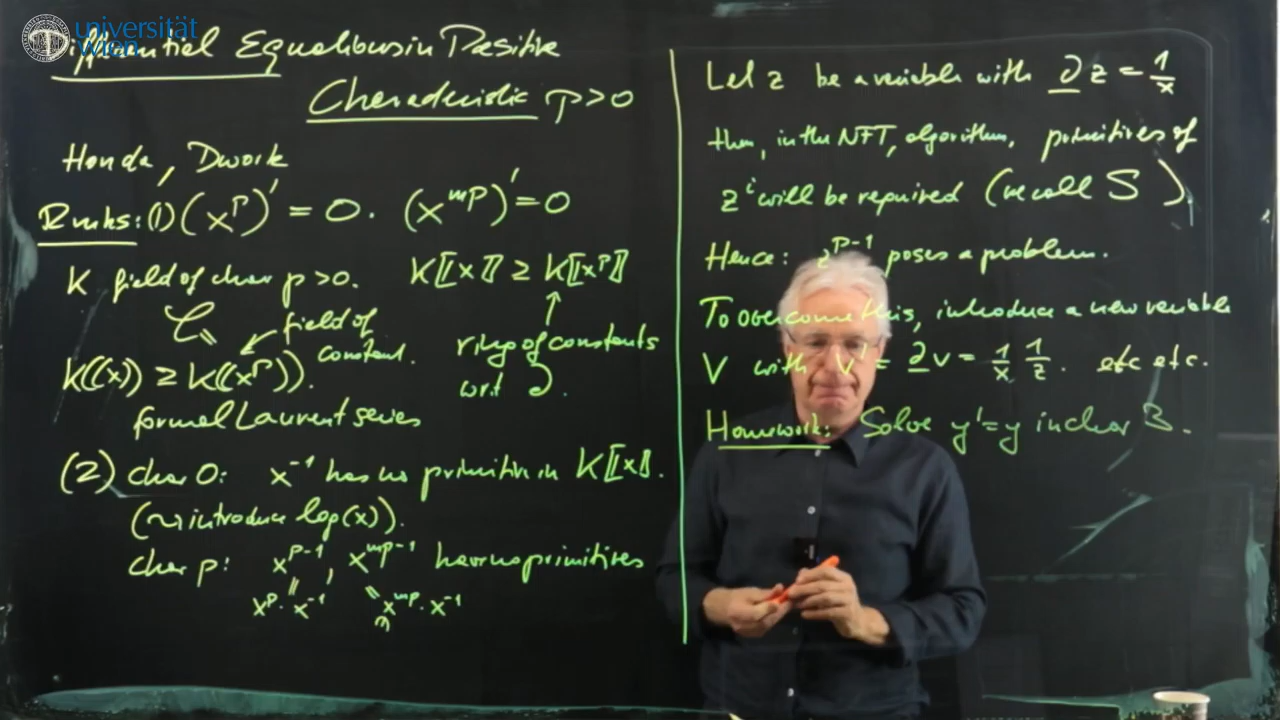 universität
wien
Differential Equations in Positive
Characteristic p>0
Honda, Dwork
Rmks: (1) (x^p)' = 0. (x^{mp})' = 0
K field of char p>0. K[[x]] ≥ K[[x^p]]
field of
constant.
ring of constants
wrt ∂.
K((x)) ≥ K((x^p)).
formal Laurent series
(2) char 0: x^{-1} has no primitive in K[[x]].
(~> introduce log(x)).
char p: x^{p-1}, x^{mp-1} have no primitives
x^p · x^{-1} x^{mp} · x^{-1}
Let z be a variable with ∂z = 1/x
then, in the NFT, algorithm, primitives of
z^i will be required (recall S).
Hence: z^{p-1} poses a problem.
To overcome this, introduce a new variable
V with V' = ∂v = 1/x 1/z. etc etc.
Homework: Solve y' = y in char 3.